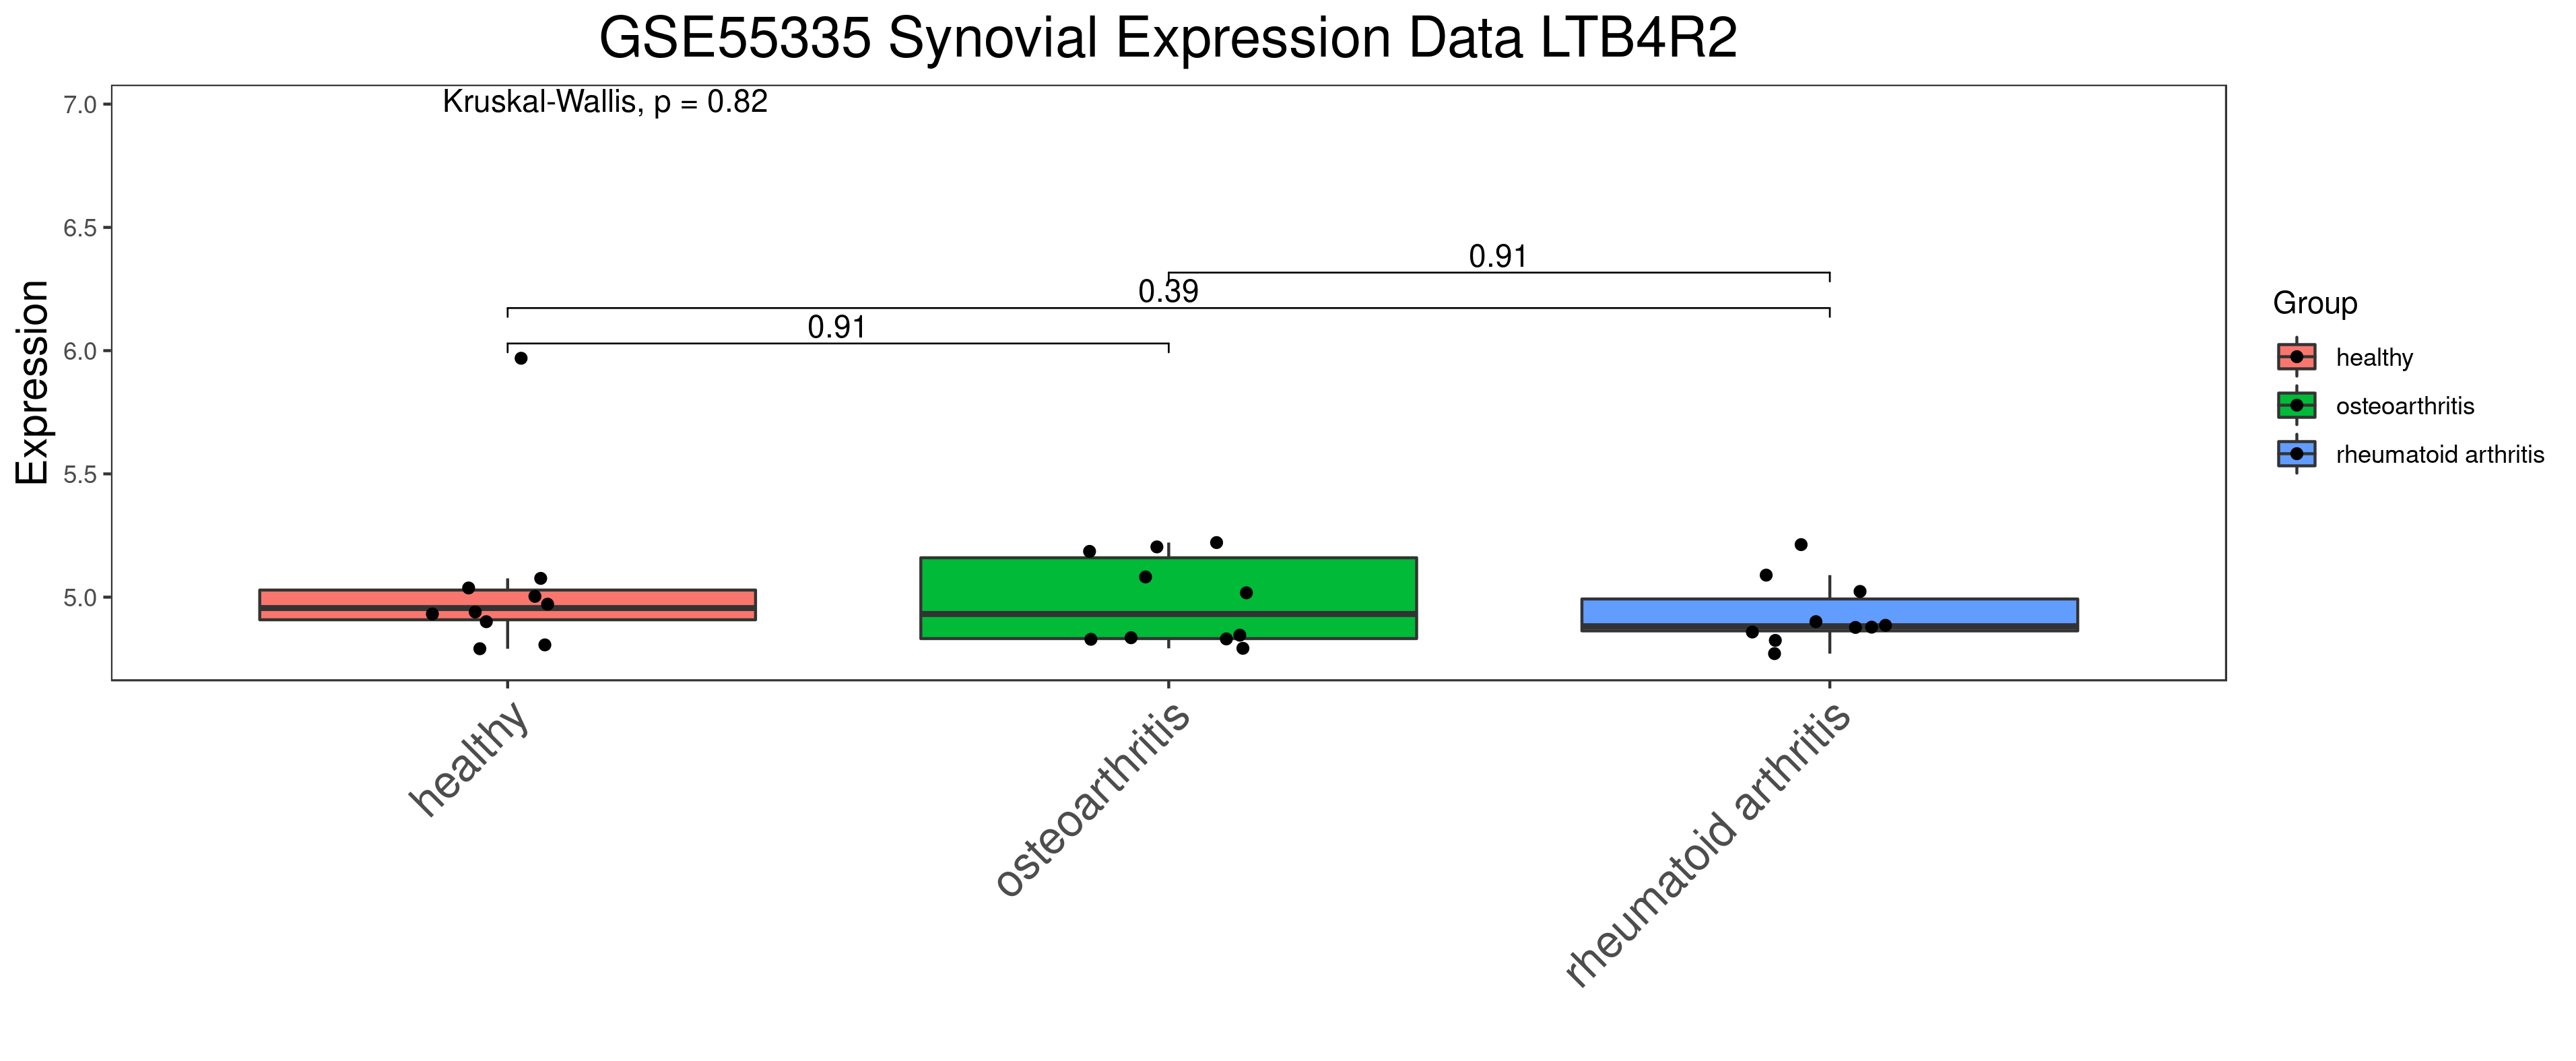 GSE55335 Synovial Expression Data LTB4R2
Kruskal-Wallis, p = 0.82
7.0
6.5
6.0
5.5
5.0
Expression
0.91
0.39
0.91
healthy
osteoarthritis
rheumatoid arthritis
Group
healthy
osteoarthritis
rheumatoid arthritis